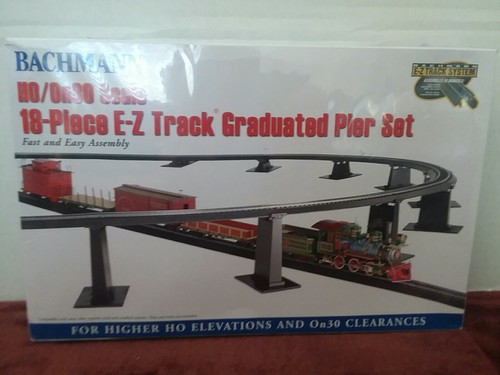 BACHMANN
HO/On30 Scale
18-Piece E-Z Track® Graduated Pier Set
Fast and Easy Assembly
BACHMANN
E-Z TRACK SYSTEM
FOR HIGHER HO ELEVATIONS AND On30 CLEARANCES